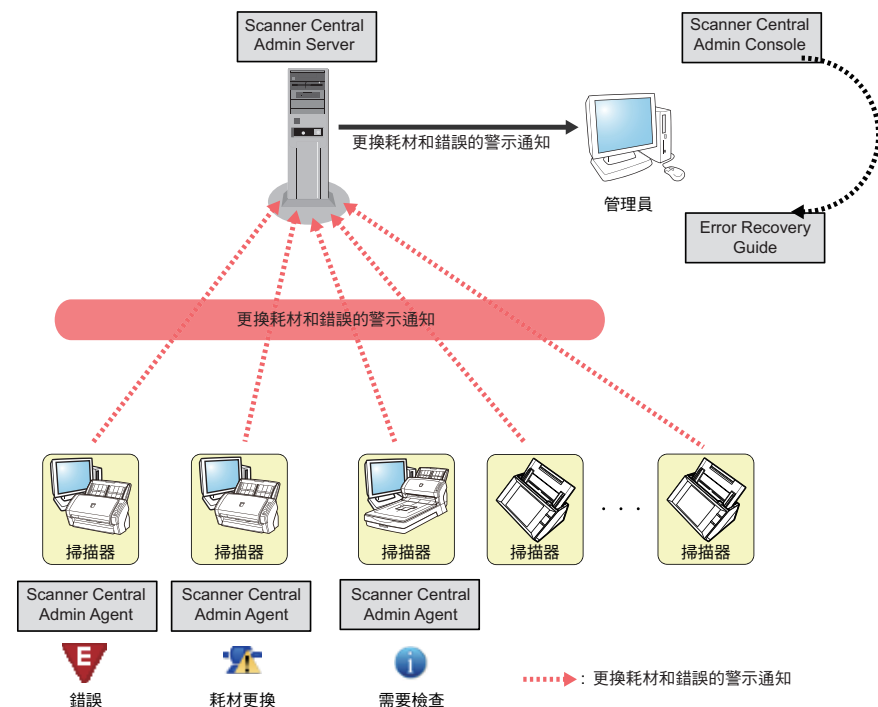 Scanner Central
Admin Server
Scanner Central
Admin Console
更換耗材和錯誤的警示通知
管理員
Error Recovery
Guide
更換耗材和錯誤的警示通知
掃描器
掃描器
掃描器
掃描器
· · ·
掃描器
Scanner Central
Admin Agent
Scanner Central
Admin Agent
Scanner Central
Admin Agent
E
i
錯誤
耗材更換
需要檢查
: 更換耗材和錯誤的警示通知